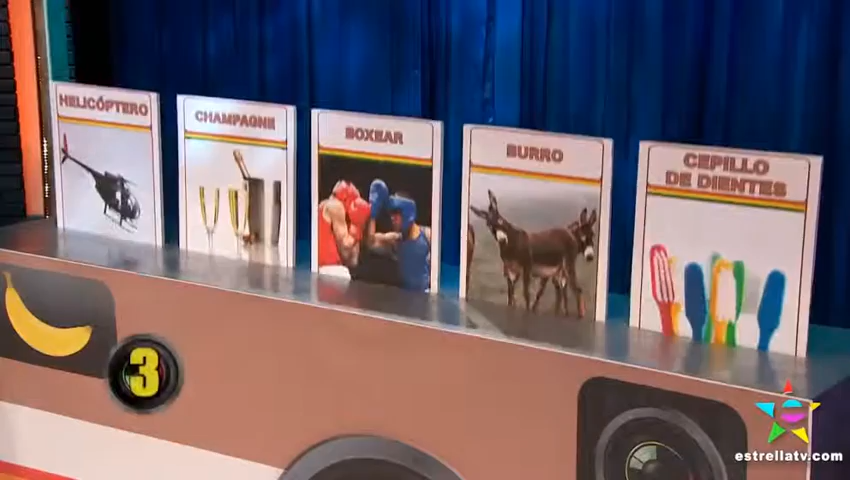 HELICÓPTERO
CHAMPAGNE
BOXEAR
BURRO
CEPILLO
DE DIENTES
3
estrellatv.com